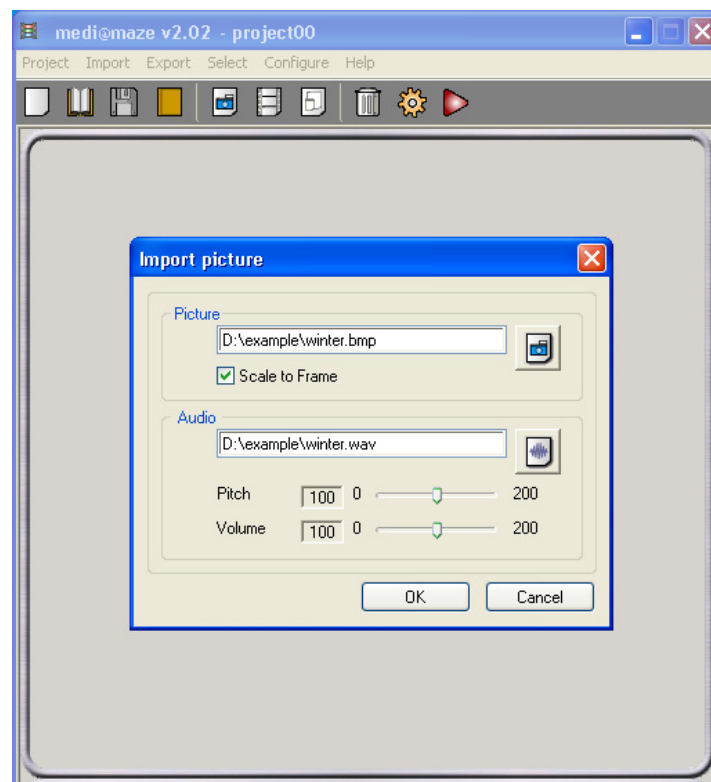 medi@maze v2.02 - project00
Project Import Export Select Configure Help
Import picture
Picture
D:\example\winter.bmp
Scale to Frame
Audio
D:\example\winter.wav
Pitch 100 0 200
Volume 100 0 200
OK Cancel